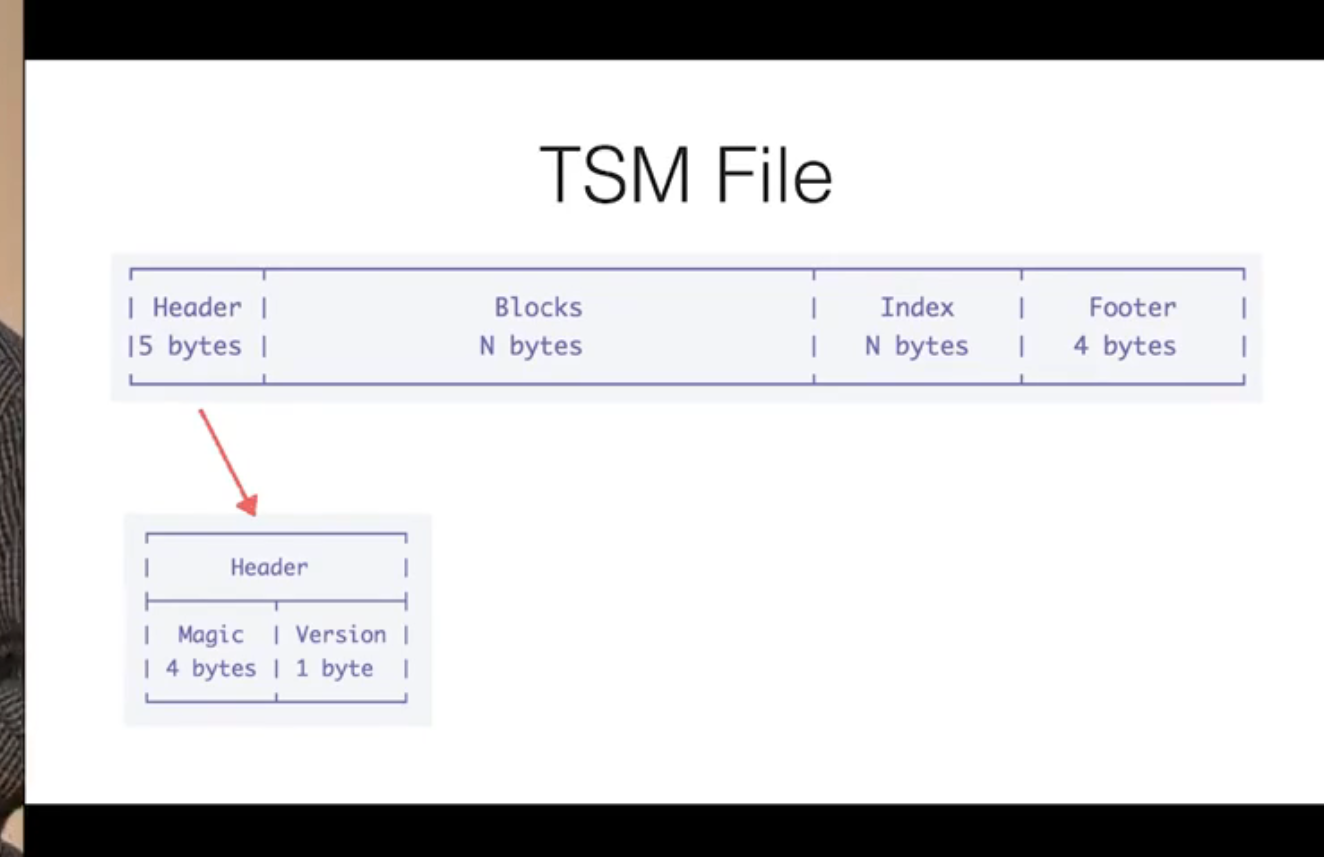 TSM File
Header | Blocks | Index | Footer
5 bytes | N bytes | N bytes | 4 bytes
Header
Magic | Version
4 bytes | 1 byte